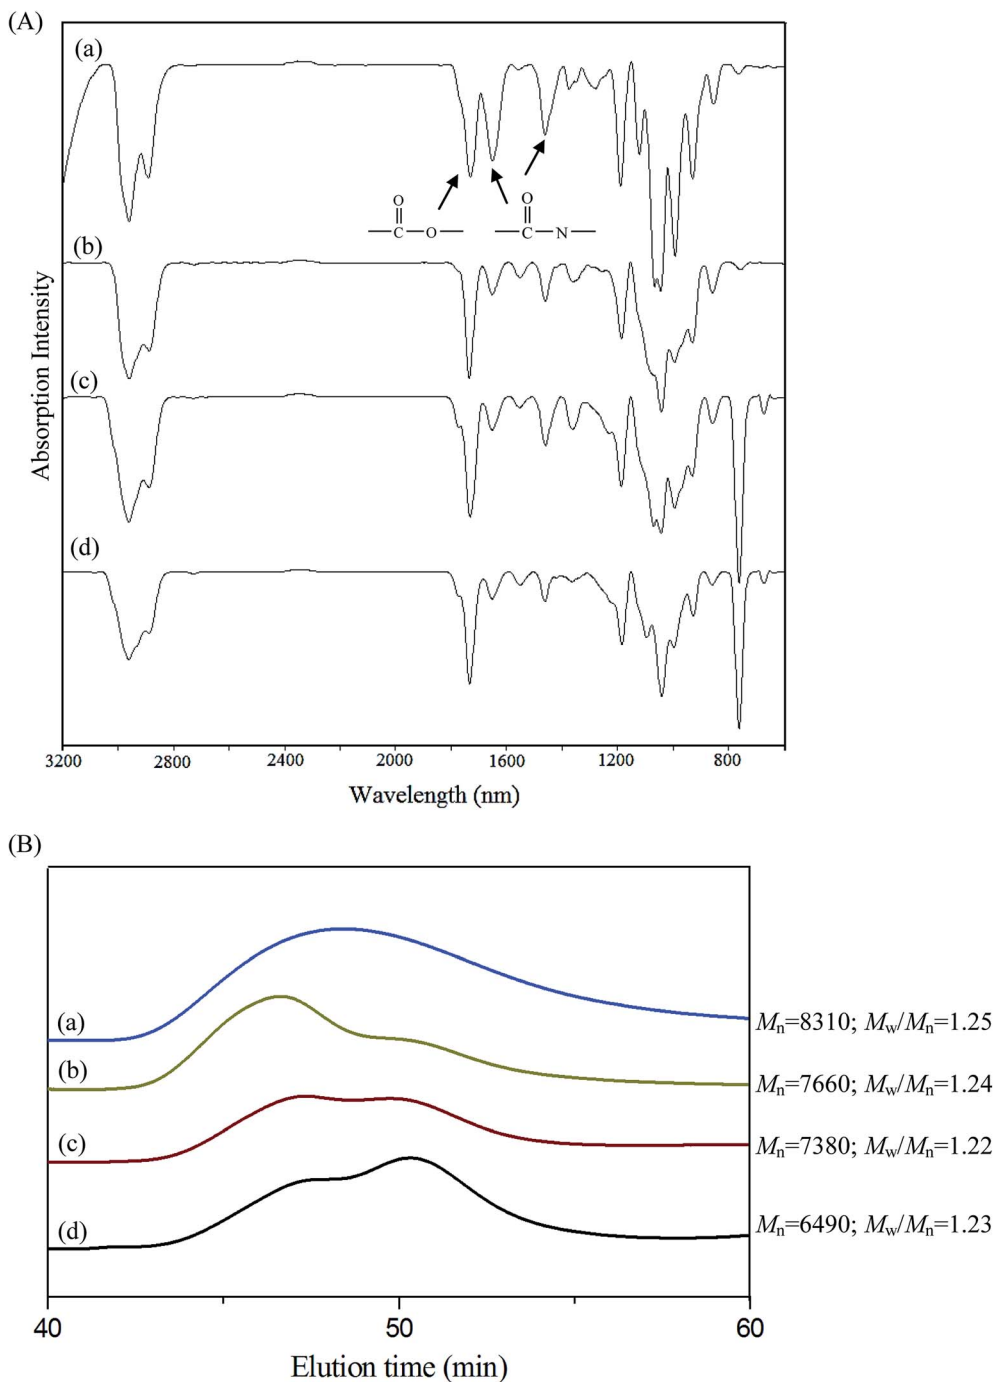 (A)
(a)
O
O
C
O
C
N
(b)
(c)
(d)
Absorption Intensity
3200
2800
2400
2000
1600
1200
800
Wavelength (nm)
(B)
(a)
Mn=8310; Mw/Mn=1.25
(b)
Mn=7660; Mw/Mn=1.24
(c)
Mn=7380; Mw/Mn=1.22
(d)
Mn=6490; Mw/Mn=1.23
40
50
60
Elution time (min)